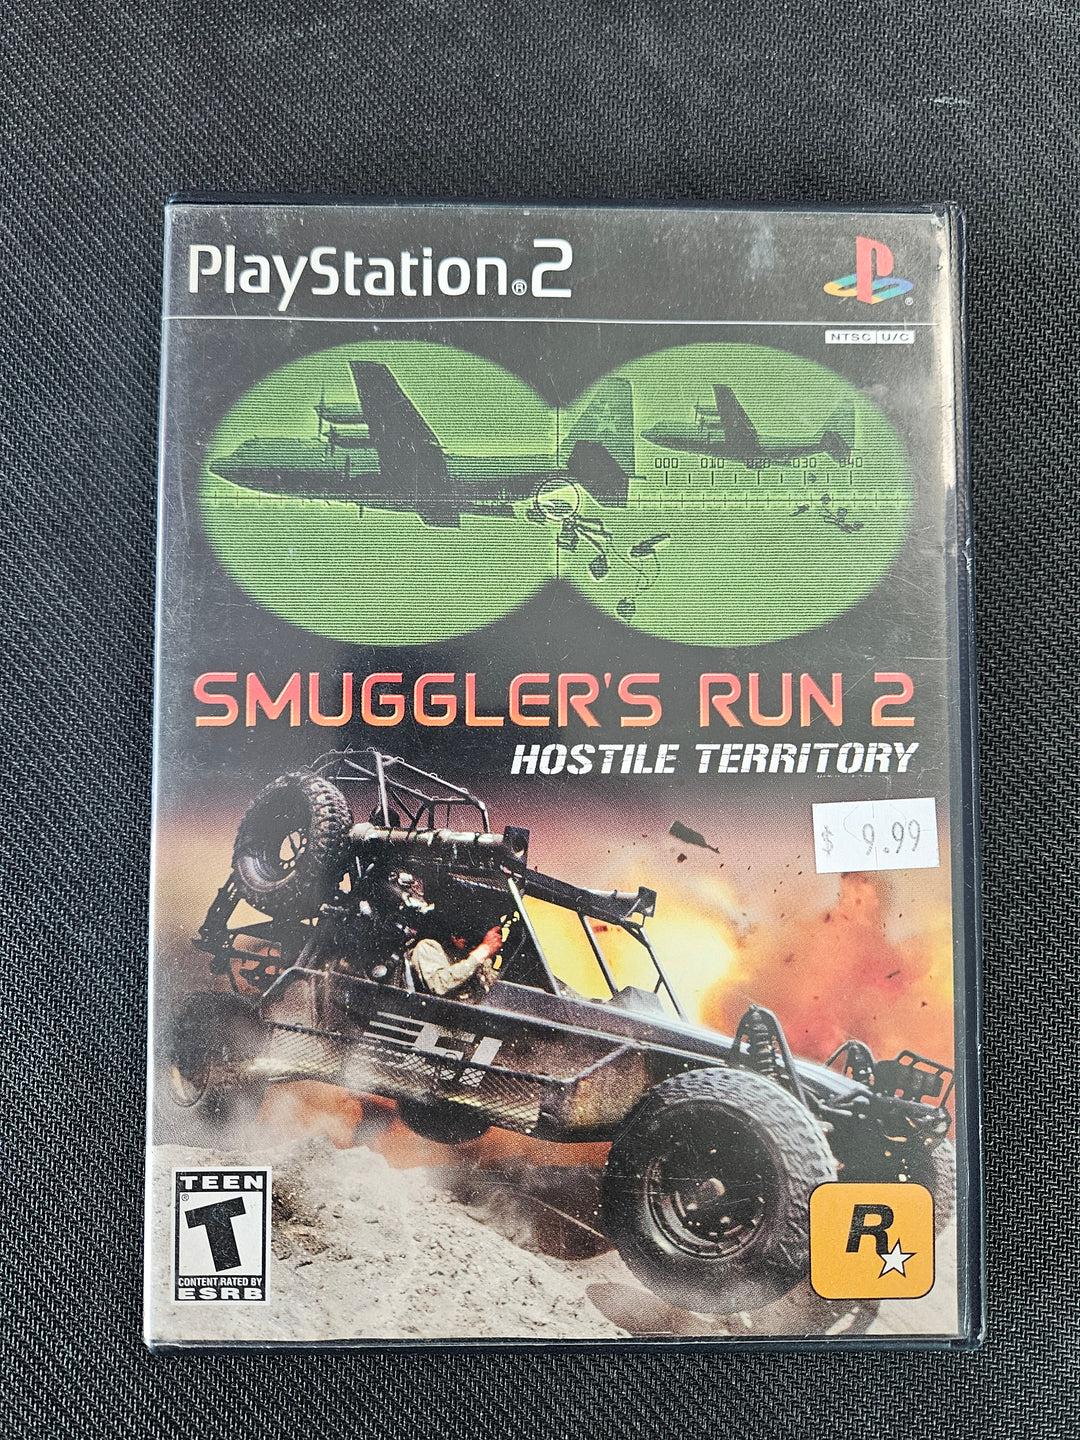 PlayStation®2
NTSC U/C
000 010 020 030 040
SMUGGLER'S RUN 2
HOSTILE TERRITORY
$ 9.99
TEEN
T
®
CONTENT RATED BY
ESRB
R